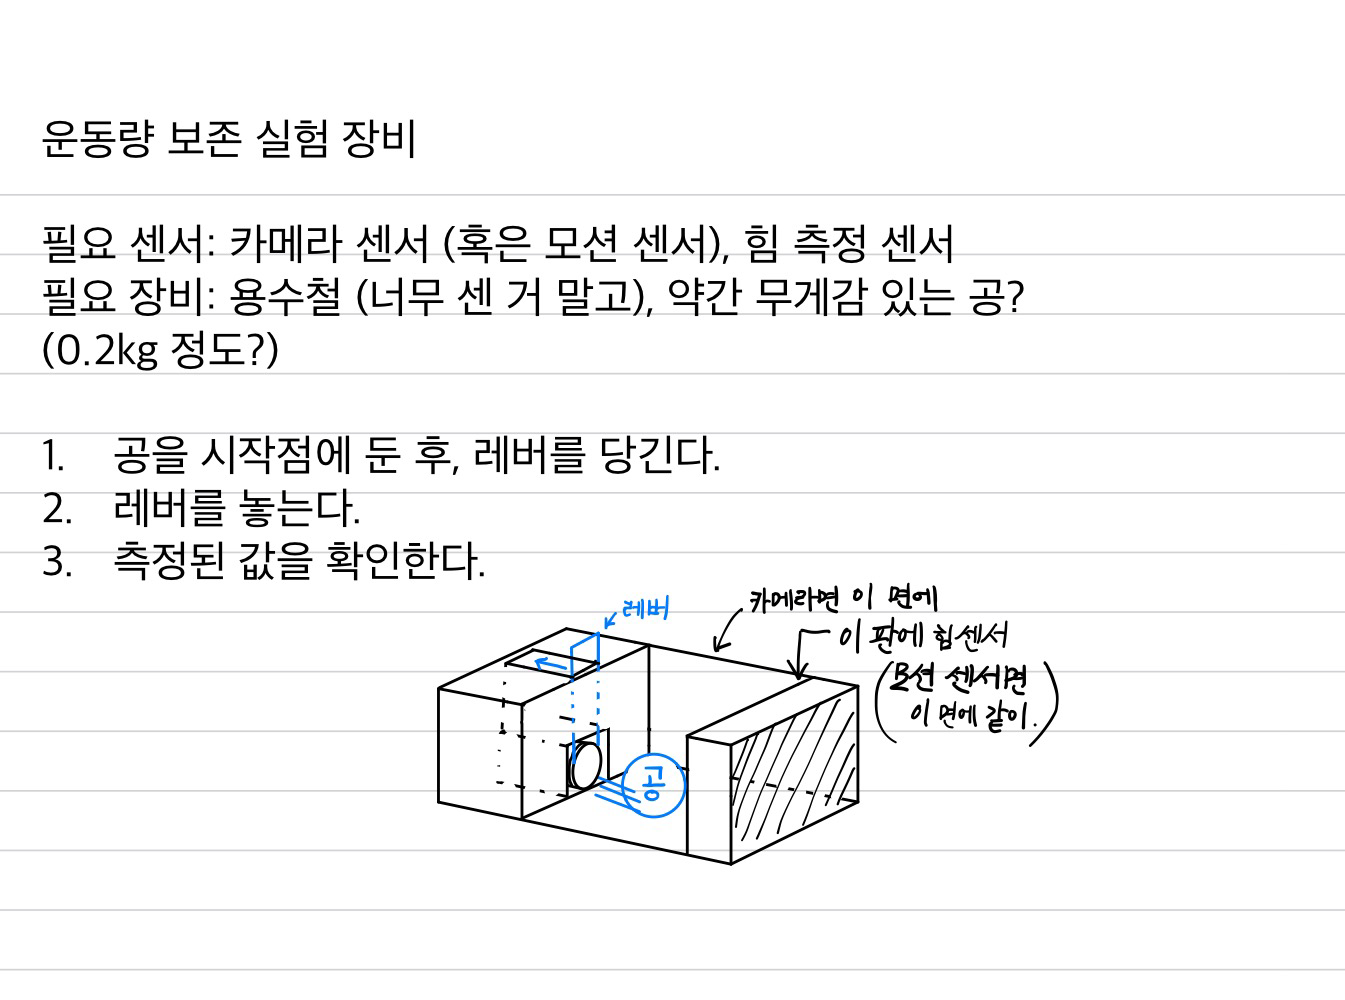 운동량 보존 실험 장비
필요 센서: 카메라 센서 (혹은 모션 센서), 힘 측정 센서
필요 장비: 용수철 (너무 센 거 말고), 약간 무게감 있는 공?
(0.2kg 정도?)
1. 공을 시작점에 둔 후, 레버를 당긴다.
2. 레버를 놓는다.
3. 측정된 값을 확인한다.
레버
카메라면 이 면에
이 판에 힘센서
(모션 센서면
이 면에 같이.)
공